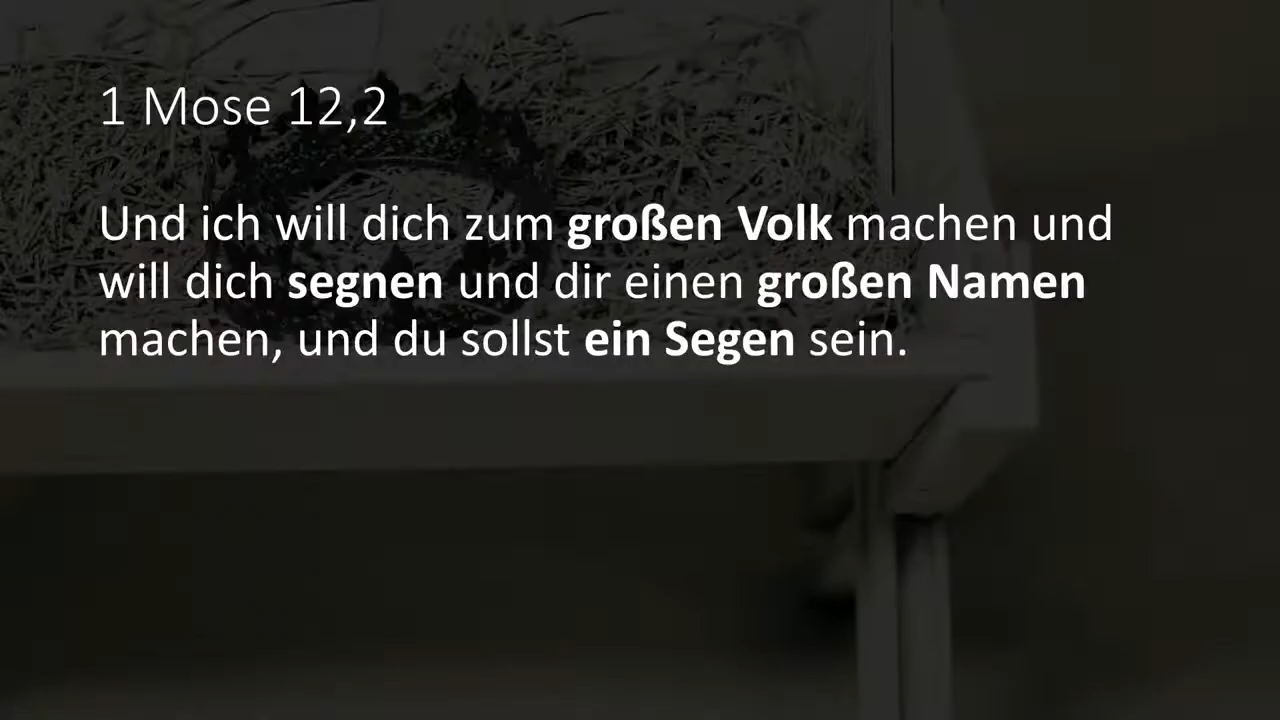 1 Mose 12,2
Und ich will dich zum großen Volk machen und
will dich segnen und dir einen großen Namen
machen, und du sollst ein Segen sein.